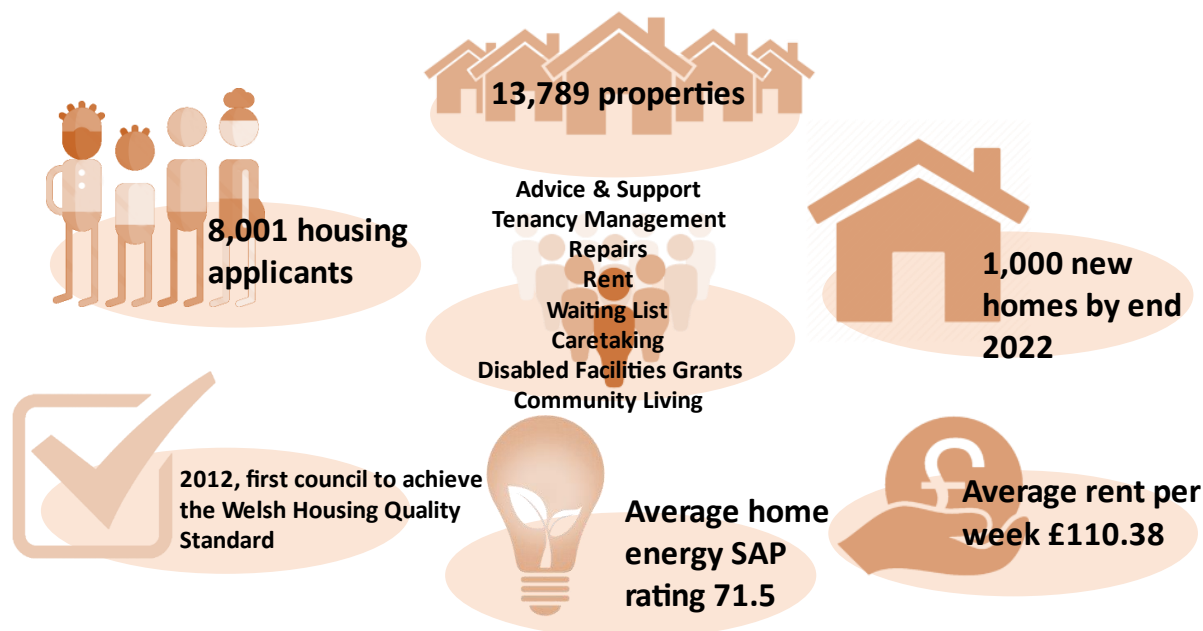 13,789 properties
8,001 housing
applicants
Advice & Support
Tenancy Management
Repairs
Rent
Waiting List
Caretaking
Disabled Facilities Grants
Community Living
1,000 new
homes by end
2022
2012, first council to achieve
the Welsh Housing Quality
Standard
Average home
energy SAP
rating 71.5
£
Average rent per
week £110.38